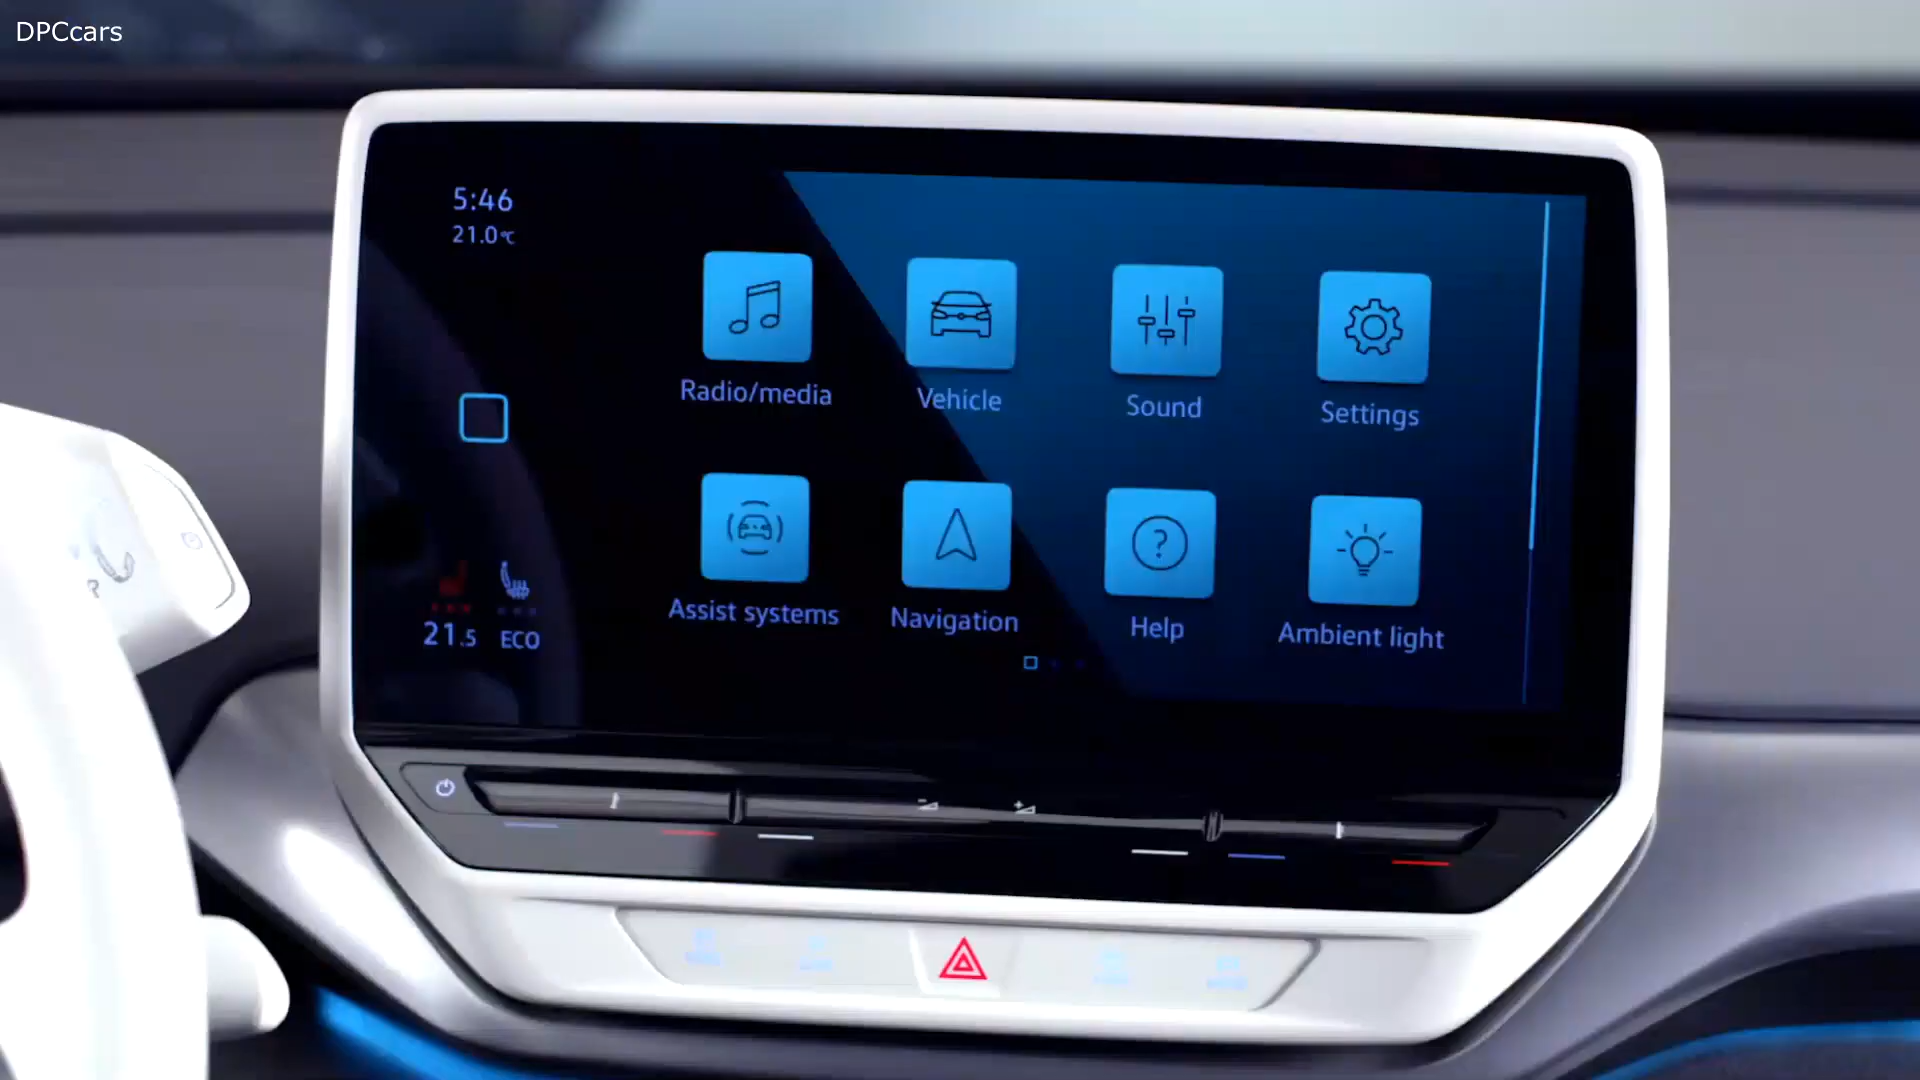 DPCcars
5:46
21.0°C
Radio/media
Vehicle
Sound
Settings
Assist systems
Navigation
Help
Ambient light
21.5 ECO